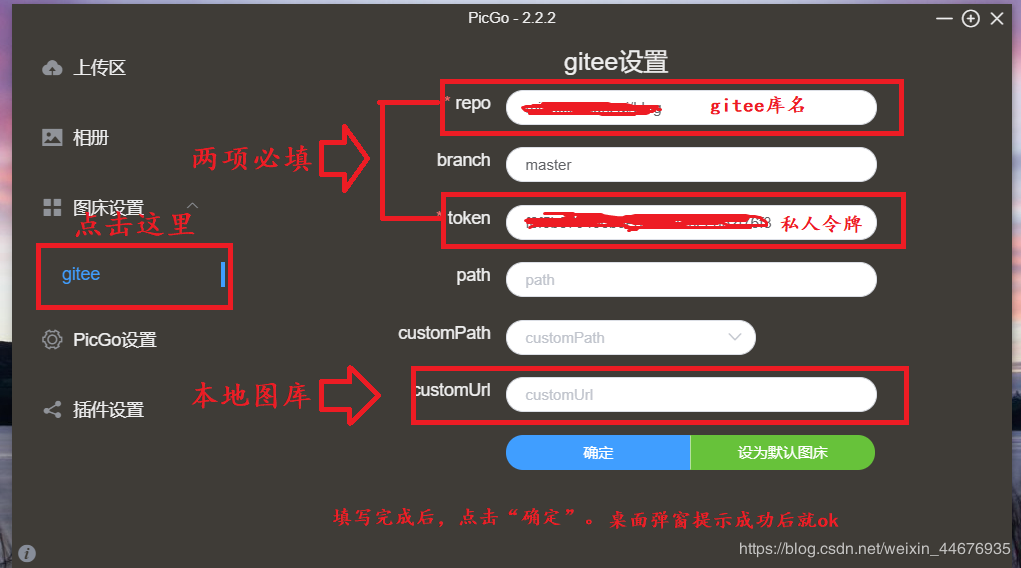 PicGo - 2.2.2
上传区
相册
图床设置
点击这里
gitee
PicGo设置
插件设置
gitee设置
* repo
gitee库名
两项必填
branch
master
* token
私人令牌
path
path
customPath
customPath
本地图库
customUrl
customUrl
确定
设为默认图床
填写完成后，点击“确定”。桌面弹窗提示成功后就ok
https://blog.csdn.net/weixin_44676935